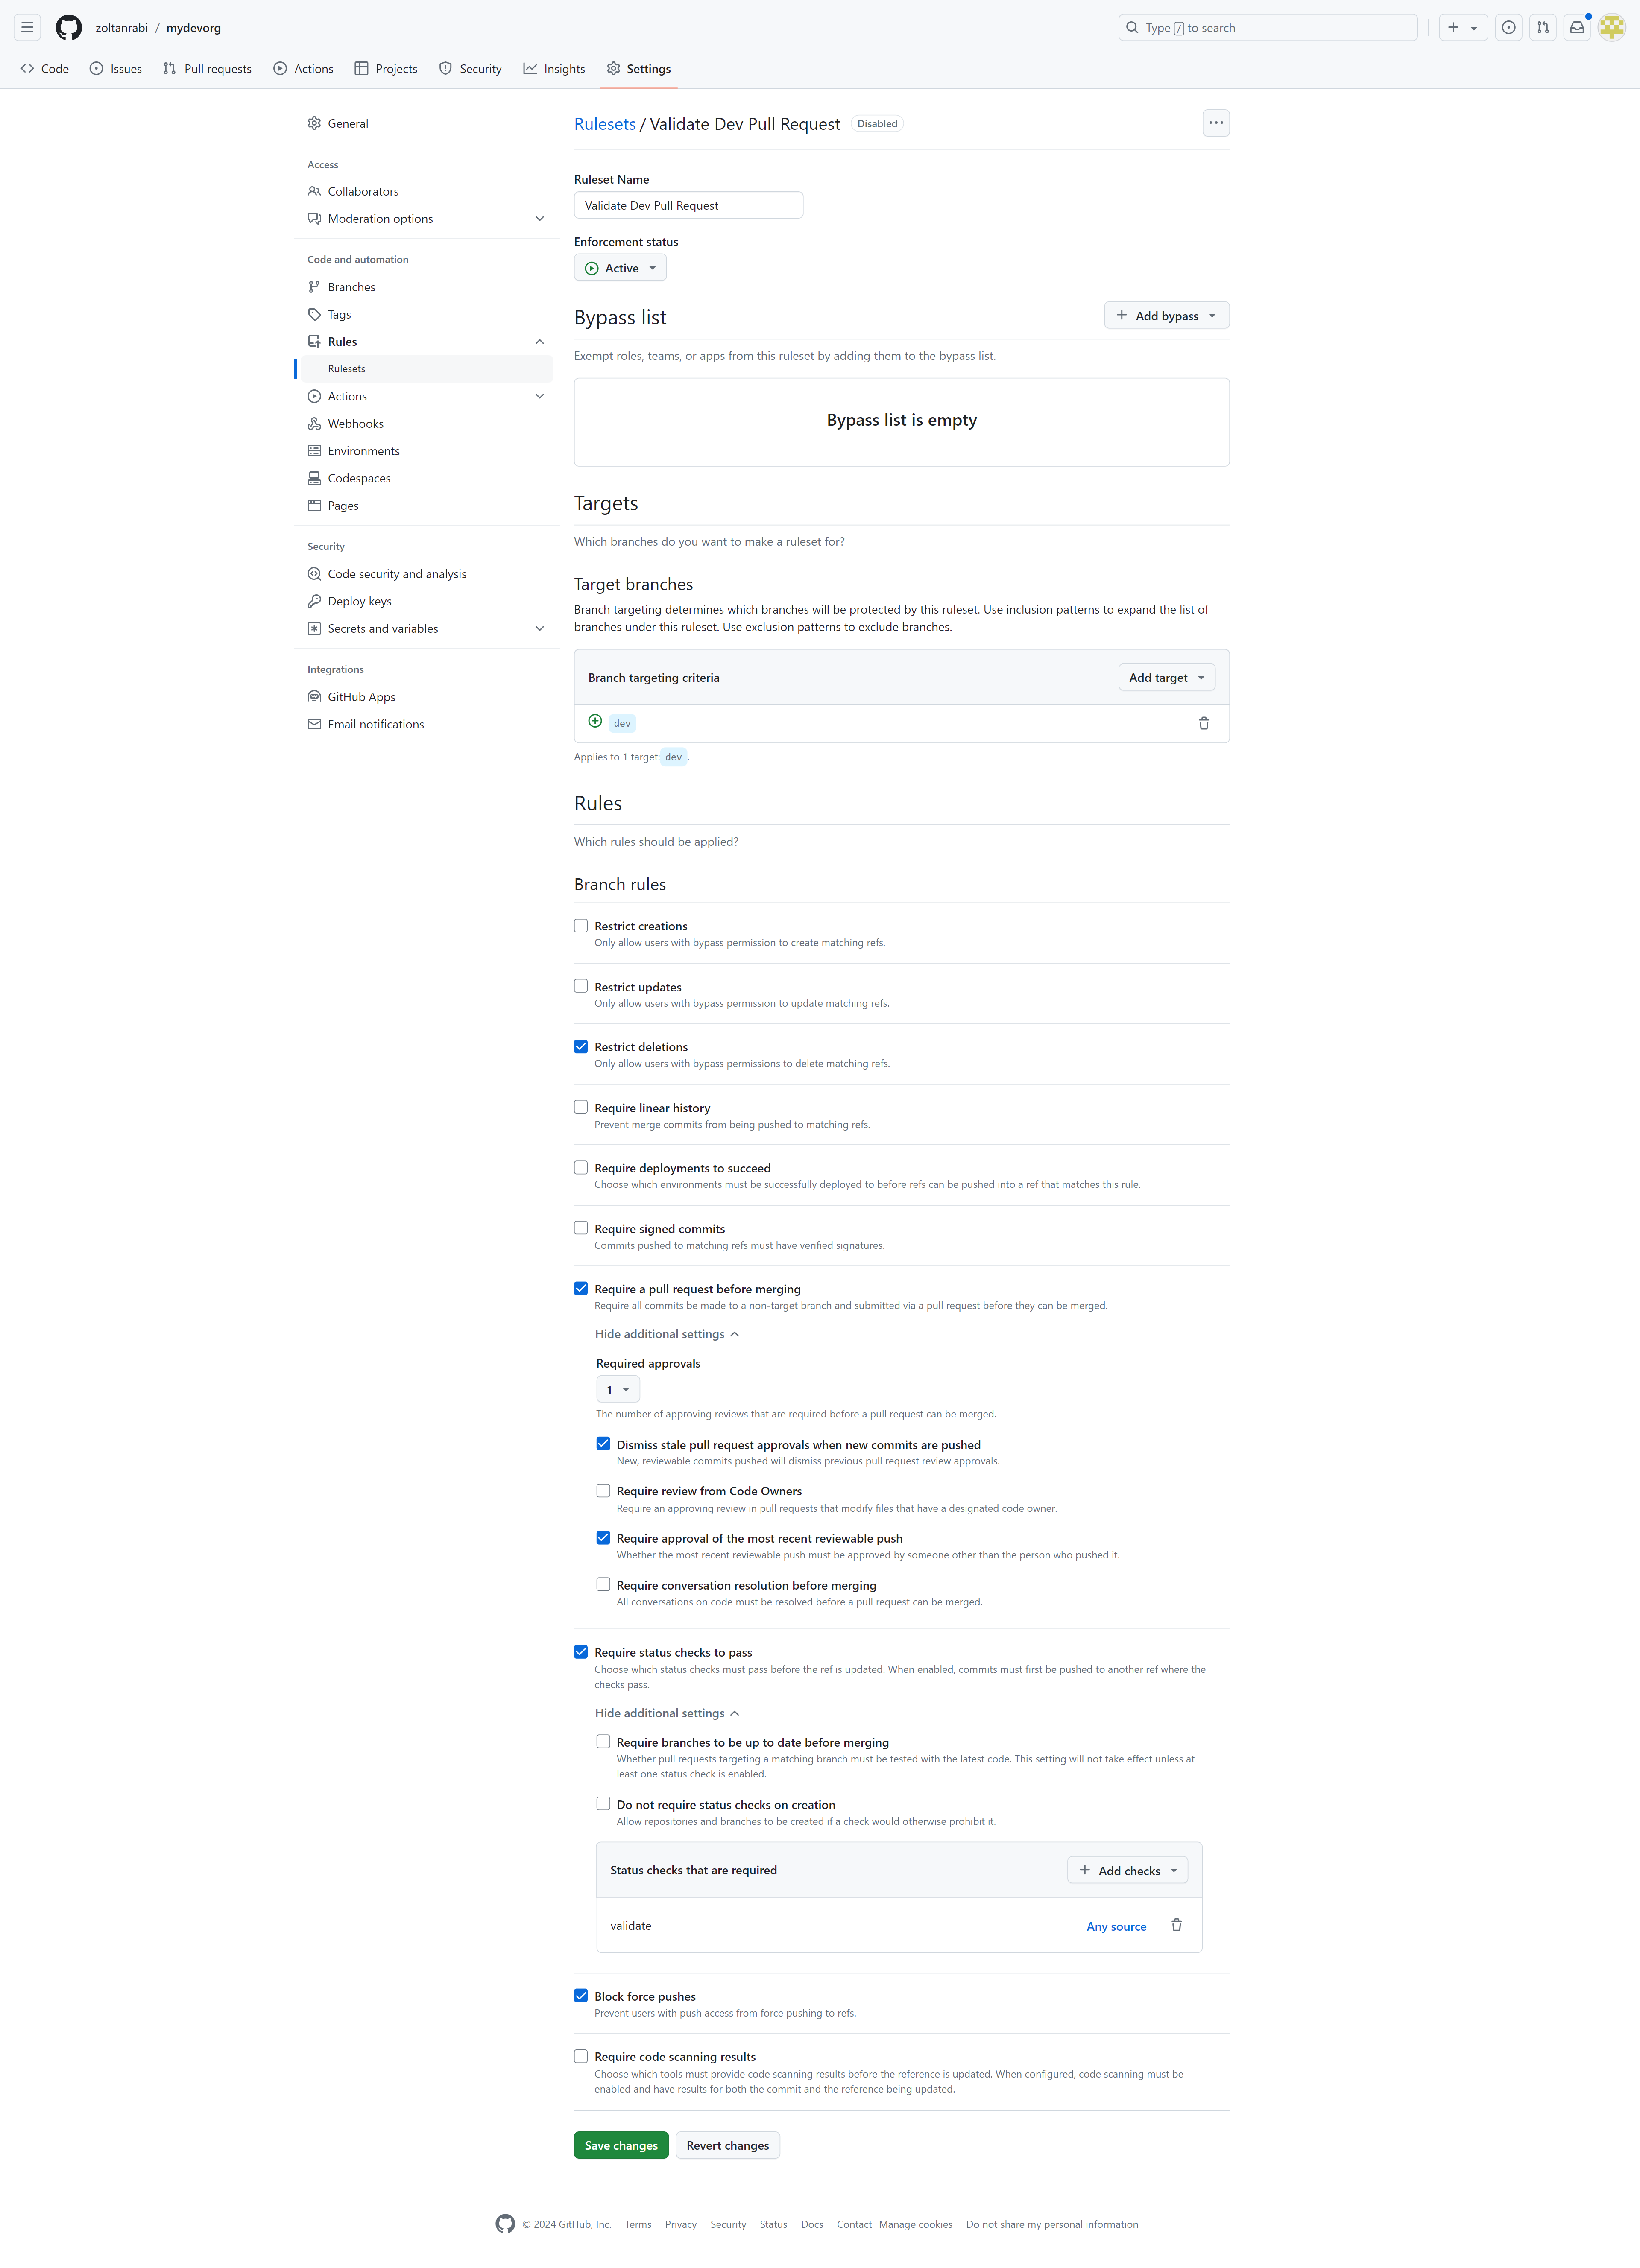 zoltanrabi / mydevorg
Type / to search
Code
Issues
Pull requests
Actions
Projects
Security
Insights
Settings
General
Access
Collaborators
Moderation options
Code and automation
Branches
Tags
Rules
Rulesets
Actions
Webhooks
Environments
Codespaces
Pages
Security
Code security and analysis
Deploy keys
Secrets and variables
Integrations
GitHub Apps
Email notifications
Rulesets / Validate Dev Pull Request Disabled
Ruleset Name
Validate Dev Pull Request
Enforcement status
Active
Bypass list
Add bypass
Exempt roles, teams, or apps from this ruleset by adding them to the bypass list.
Bypass list is empty
Targets
Which branches do you want to make a ruleset for?
Target branches
Branch targeting determines which branches will be protected by this ruleset. Use inclusion patterns to expand the list of
branches under this ruleset. Use exclusion patterns to exclude branches.
Branch targeting criteria
Add target
dev
Applies to 1 target: dev .
Rules
Which rules should be applied?
Branch rules
Restrict creations
Only allow users with bypass permission to create matching refs.
Restrict updates
Only allow users with bypass permission to update matching refs.
Restrict deletions
Only allow users with bypass permissions to delete matching refs.
Require linear history
Prevent merge commits from being pushed to matching refs.
Require deployments to succeed
Choose which environments must be successfully deployed to before refs can be pushed into a ref that matches this rule.
Require signed commits
Commits pushed to matching refs must have verified signatures.
Require a pull request before merging
Require all commits be made to a non-target branch and submitted via a pull request before they can be merged.
Hide additional settings
Required approvals
1
The number of approving reviews that are required before a pull request can be merged.
Dismiss stale pull request approvals when new commits are pushed
New, reviewable commits pushed will dismiss previous pull request review approvals.
Require review from Code Owners
Require an approving review in pull requests that modify files that have a designated code owner.
Require approval of the most recent reviewable push
Whether the most recent reviewable push must be approved by someone other than the person who pushed it.
Require conversation resolution before merging
All conversations on code must be resolved before a pull request can be merged.
Require status checks to pass
Choose which status checks must pass before the ref is updated. When enabled, commits must first be pushed to another ref where the
checks pass.
Hide additional settings
Require branches to be up to date before merging
Whether pull requests targeting a matching branch must be tested with the latest code. This setting will not take effect unless at
least one status check is enabled.
Do not require status checks on creation
Allow repositories and branches to be created if a check would otherwise prohibit it.
Status checks that are required
Add checks
validate
Any source
Block force pushes
Prevent users with push access from force pushing to refs.
Require code scanning results
Choose which tools must provide code scanning results before the reference is updated. When configured, code scanning must be
enabled and have results for both the commit and the reference being updated.
Save changes
Revert changes
© 2024 GitHub, Inc. Terms Privacy Security Status Docs Contact Manage cookies Do not share my personal information